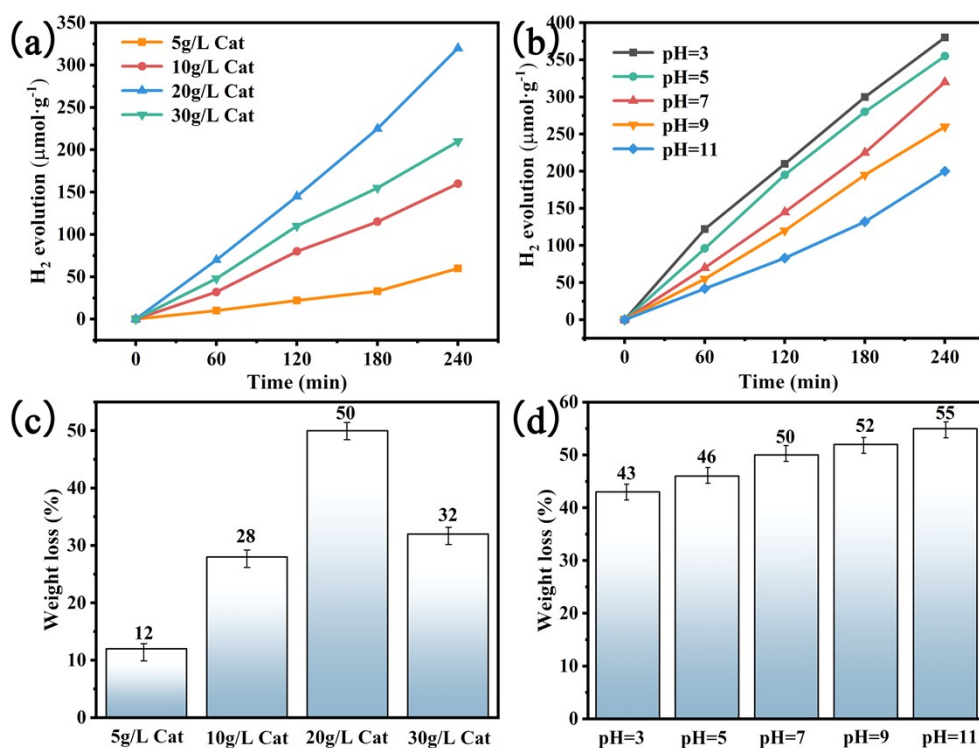 (a)
5g/L Cat
10g/L Cat
20g/L Cat
30g/L Cat
H₂ evolution (μmol·g⁻¹)
350
300
250
200
150
100
50
0
0 60 120 180 240
Time (min)
(b)
pH=3
pH=5
pH=7
pH=9
pH=11
H₂ evolution (μmol·g⁻¹)
400
350
300
250
200
150
100
50
0
0 60 120 180 240
Time (min)
(c)
Weight loss (%)
50
40
30
20
10
0
12
28
50
32
5g/L Cat 10g/L Cat 20g/L Cat 30g/L Cat
(d)
Weight loss (%)
60
50
40
30
20
10
0
43
46
50
52
55
pH=3 pH=5 pH=7 pH=9 pH=11